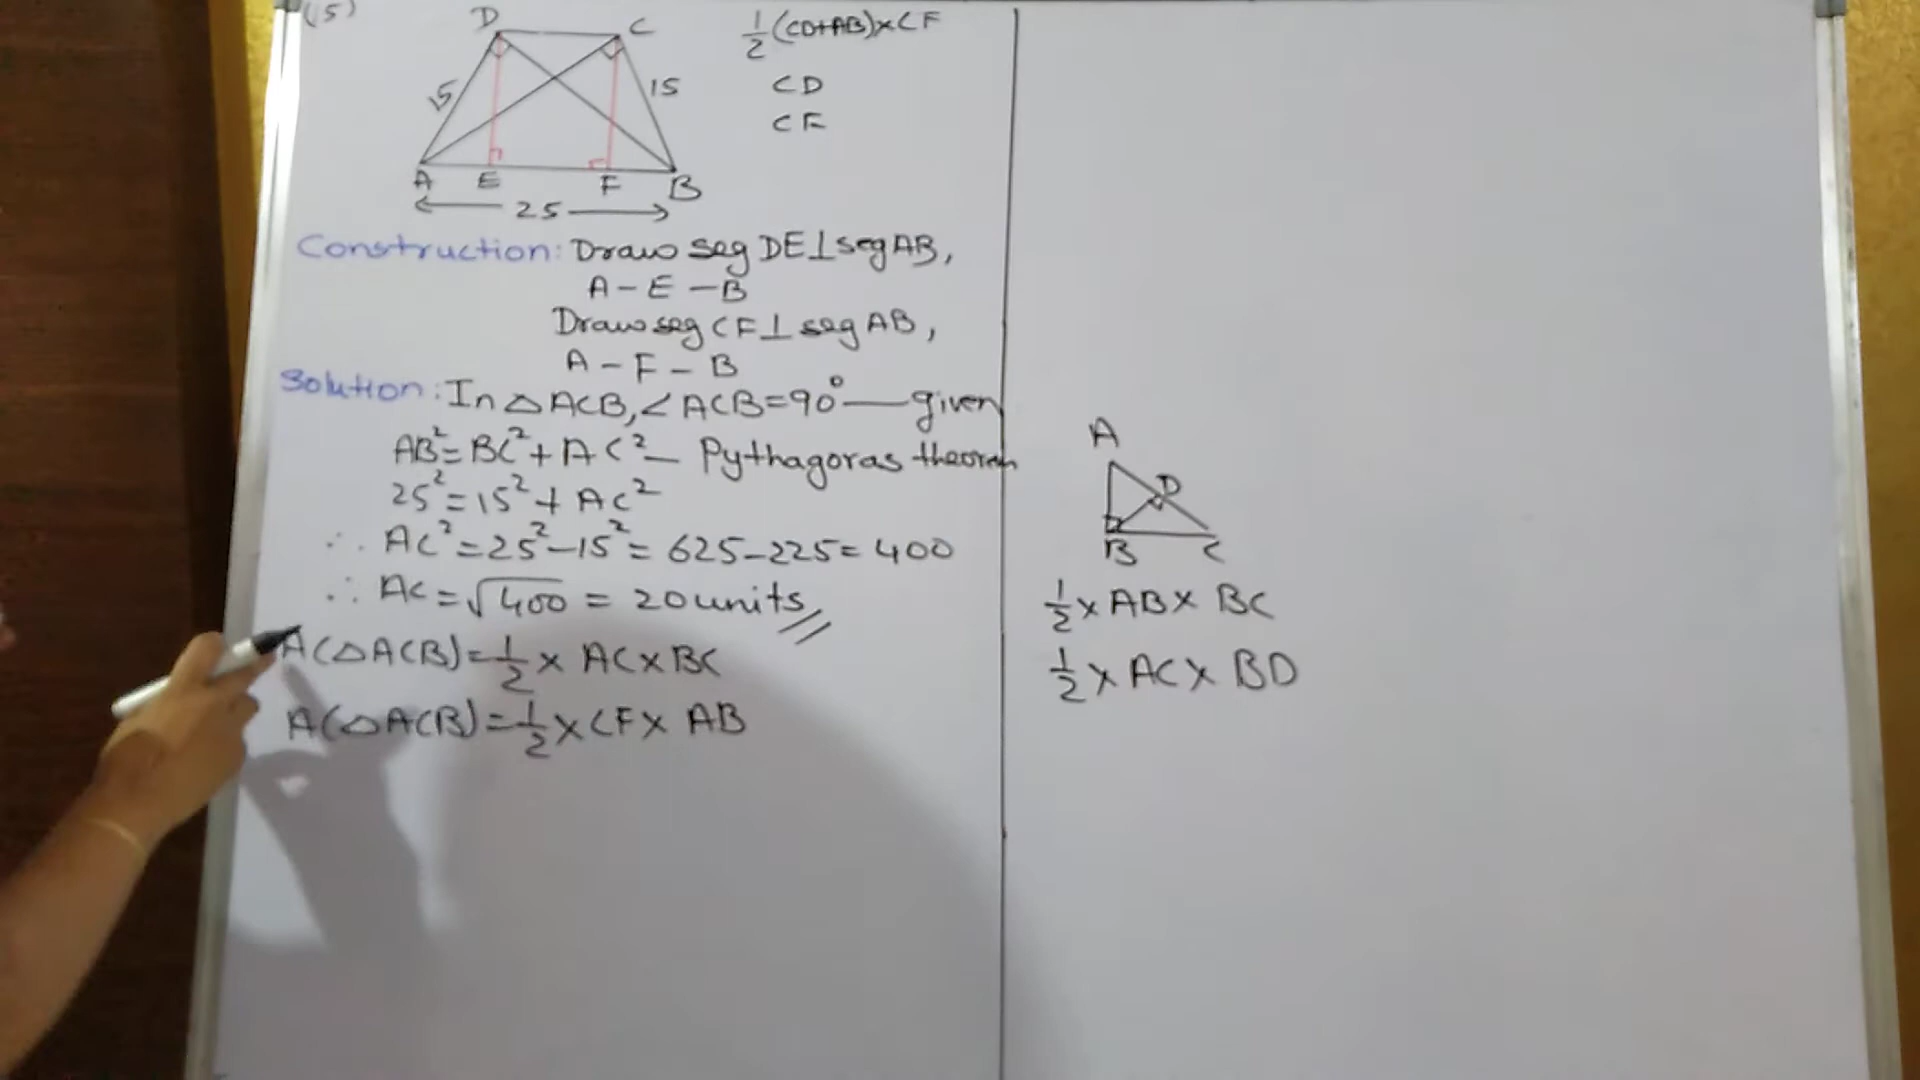 (15)
D
C
15
15
A E F B
25
1/2 (CD+AB)×CF
CD
CF
Construction: Draw seg DE⊥seg AB,
A-E-B
Draw seg CF⊥seg AB,
A-F-B
Solution: In △ACB, ∠ACB=90° — given
AB²=BC²+AC² — Pythagoras theorem
25²=15²+AC²
∴ AC²=25²-15²=625-225=400
∴ AC=√400=20units//
A(△ACB)=1/2×AC×BC
A(△ACB)=1/2×CF×AB
A
D
B C
1/2×AB×BC
1/2×AC×BD